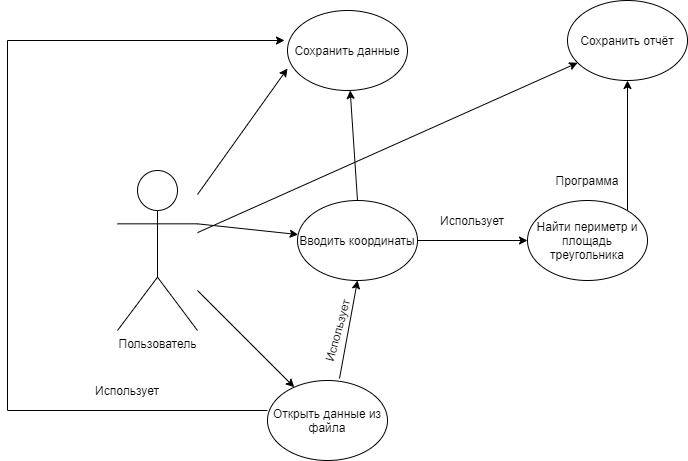 Сохранить данные
Сохранить отчёт
Программа
Использует
Вводить координаты
Найти периметр и
площадь
треугольника
Пользователь
Использует
Использует
Открыть данные из
файла